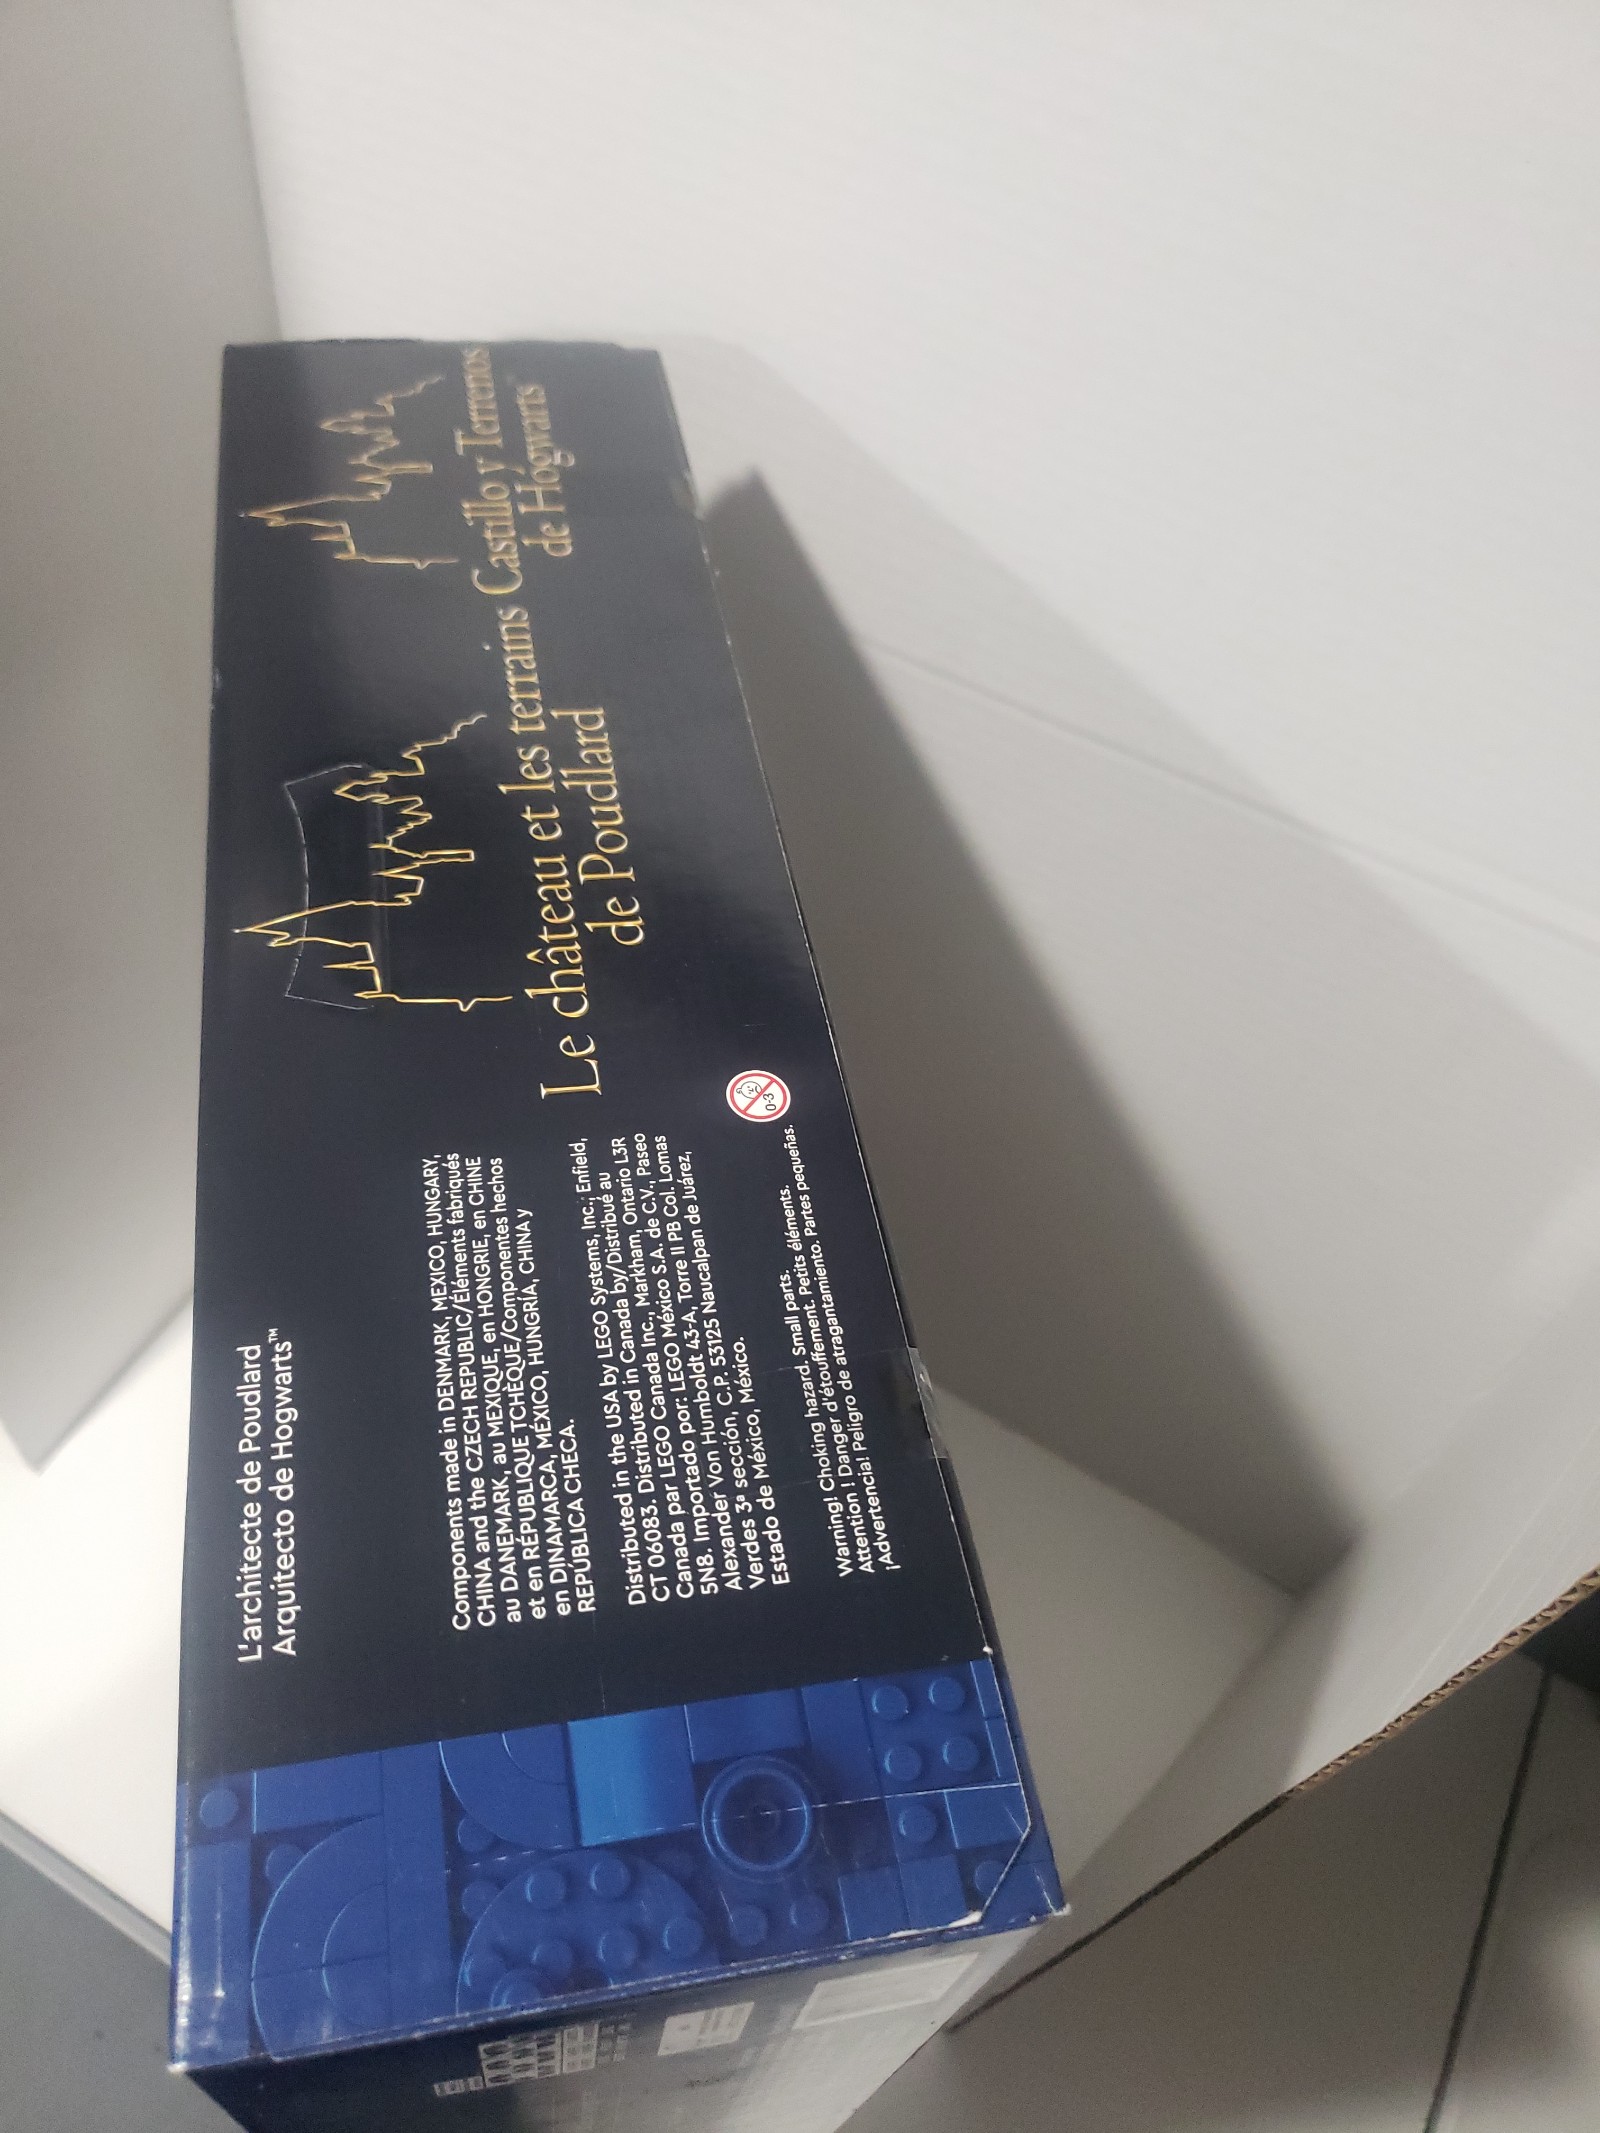 L'architecte de Poudlard
Arquitecto de Hogwarts™
Components made in DENMARK, MEXICO, HUNGARY,
CHINA and the CZECH REPUBLIC/Éléments fabriqués
au DANEMARK, au MEXIQUE, en HONGRIE, en CHINE
et en RÉPUBLIQUE TCHÈQUE/Componentes hechos
en DINAMARCA, MÉXICO, HUNGRÍA, CHINA y
REPÚBLICA CHECA.
Distributed in the USA by LEGO Systems, Inc., Enfield,
CT 06083. Distributed in Canada by/Distribué au
Canada par LEGO Canada Inc., Markham, Ontario L3R
5N8. Importado por: LEGO México S.A. de C.V., Paseo
Alexander Von Humboldt 43-A, Torre II PB Col. Lomas
Verdes 3ª sección, C.P. 53125 Naucalpan de Juárez,
Estado de México, México.
Warning! Choking hazard. Small parts.
Attention ! Danger d'étouffement. Petits éléments.
¡Advertencia! Peligro de atragantamiento. Partes pequeñas.
0-3
Le château et les terrains
de Poudlard
Castillo y Terrenos
de Hogwarts